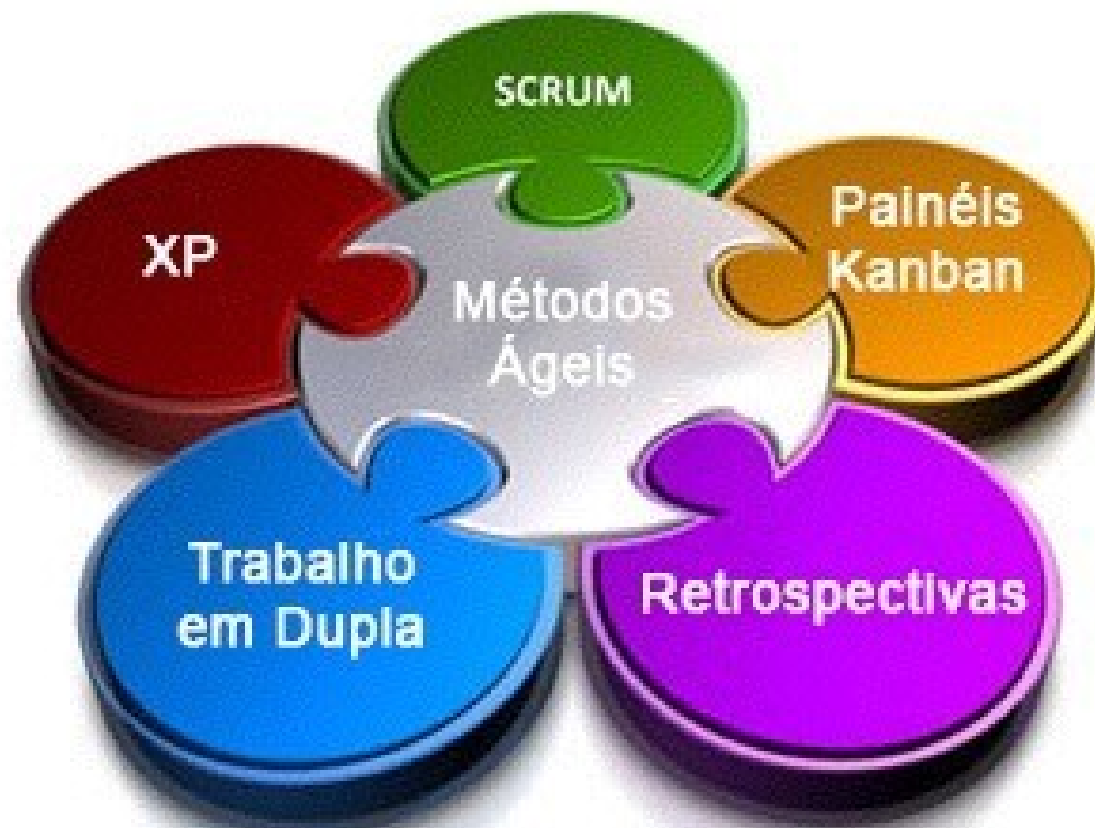 SCRUM
XP
Painéis
Kanban
Métodos
Ágeis
Trabalho
em Dupla
Retrospectivas